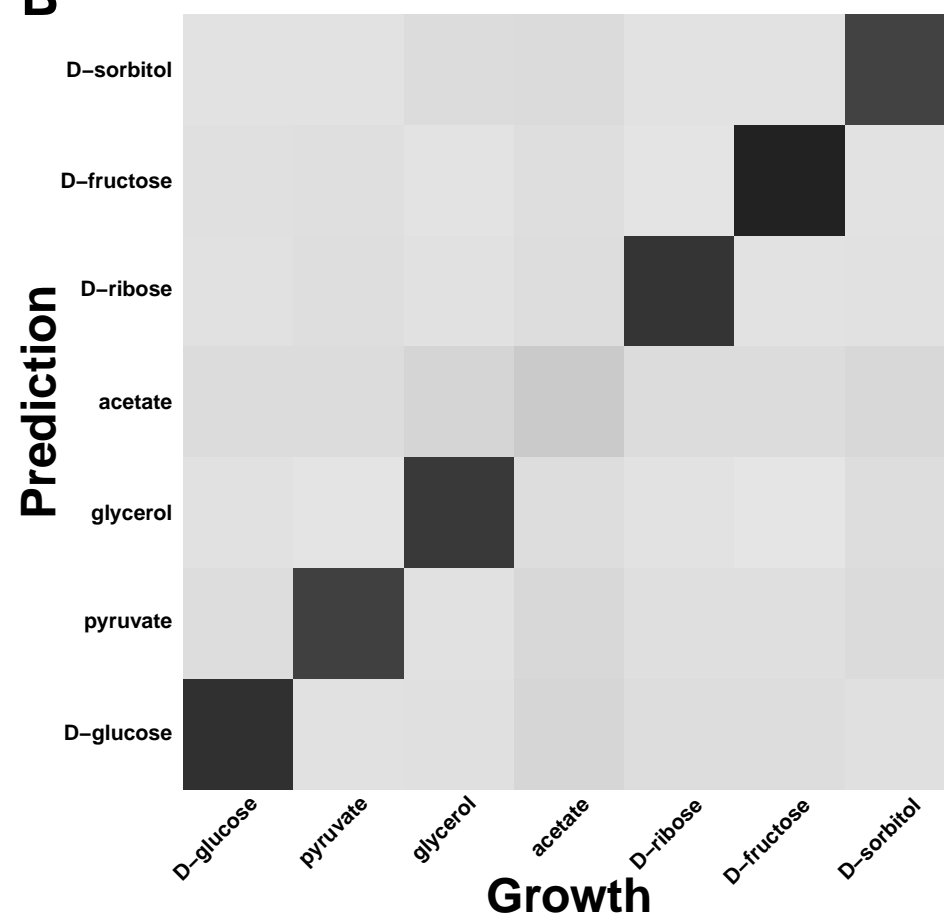 B
D−sorbitol
D−fructose
D−ribose
acetate
glycerol
pyruvate
D−glucose
Prediction
D−glucose
pyruvate
glycerol
acetate
D−ribose
D−fructose
D−sorbitol
Growth